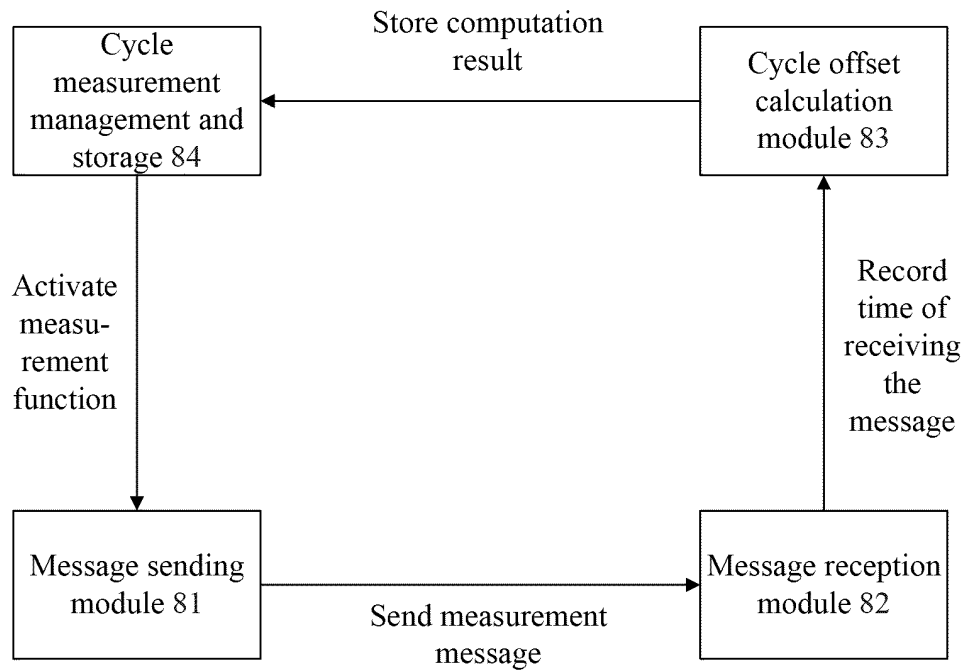 Cycle
measurement
management and
storage 84
Store computation
result
Cycle offset
calculation
module 83
Activate
measu-
rement
function
Record
time of
receiving
the
message
Message sending
module 81
Send measurement
message
Message reception
module 82